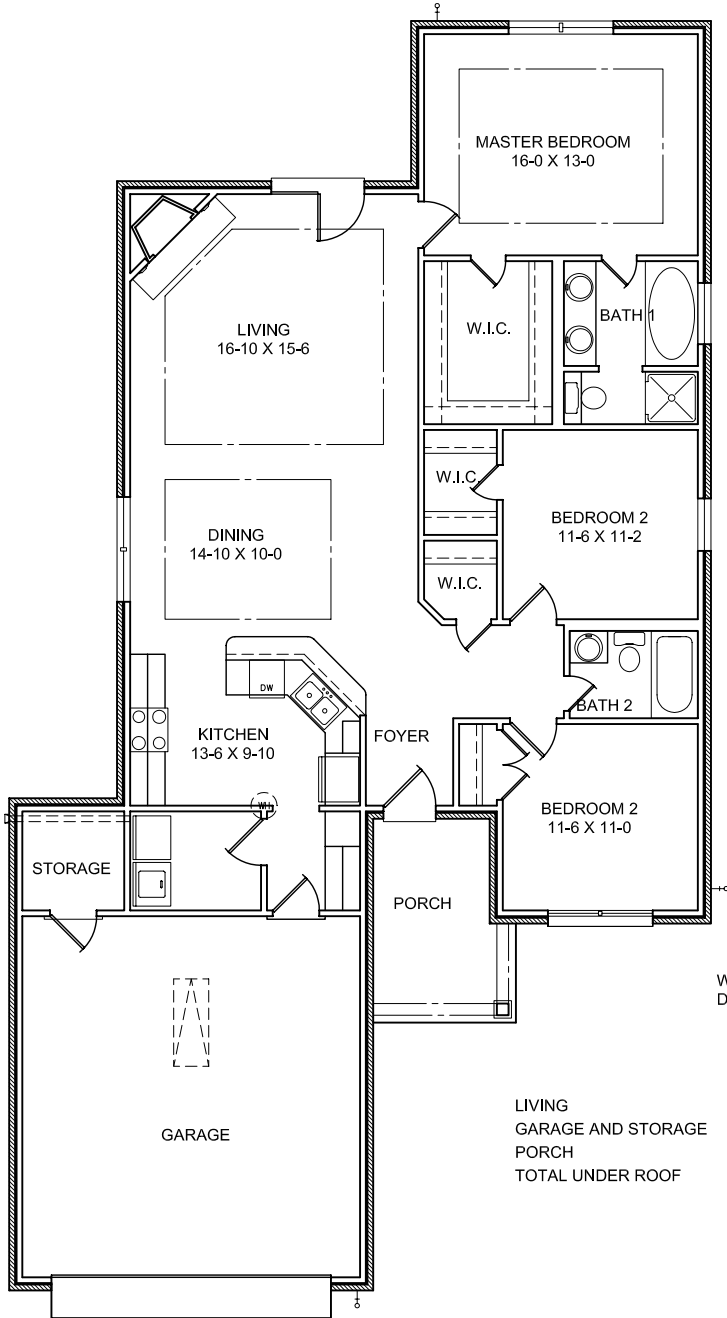 MASTER BEDROOM
16-0 X 13-0
LIVING
16-10 X 15-6
W.I.C.
BATH 1
W.I.C.
BEDROOM 2
11-6 X 11-2
DINING
14-10 X 10-0
W.I.C.
DW
BATH 2
KITCHEN
13-6 X 9-10
FOYER
WH
BEDROOM 2
11-6 X 11-0
STORAGE
PORCH
W
D
LIVING
GARAGE AND STORAGE
PORCH
TOTAL UNDER ROOF
GARAGE